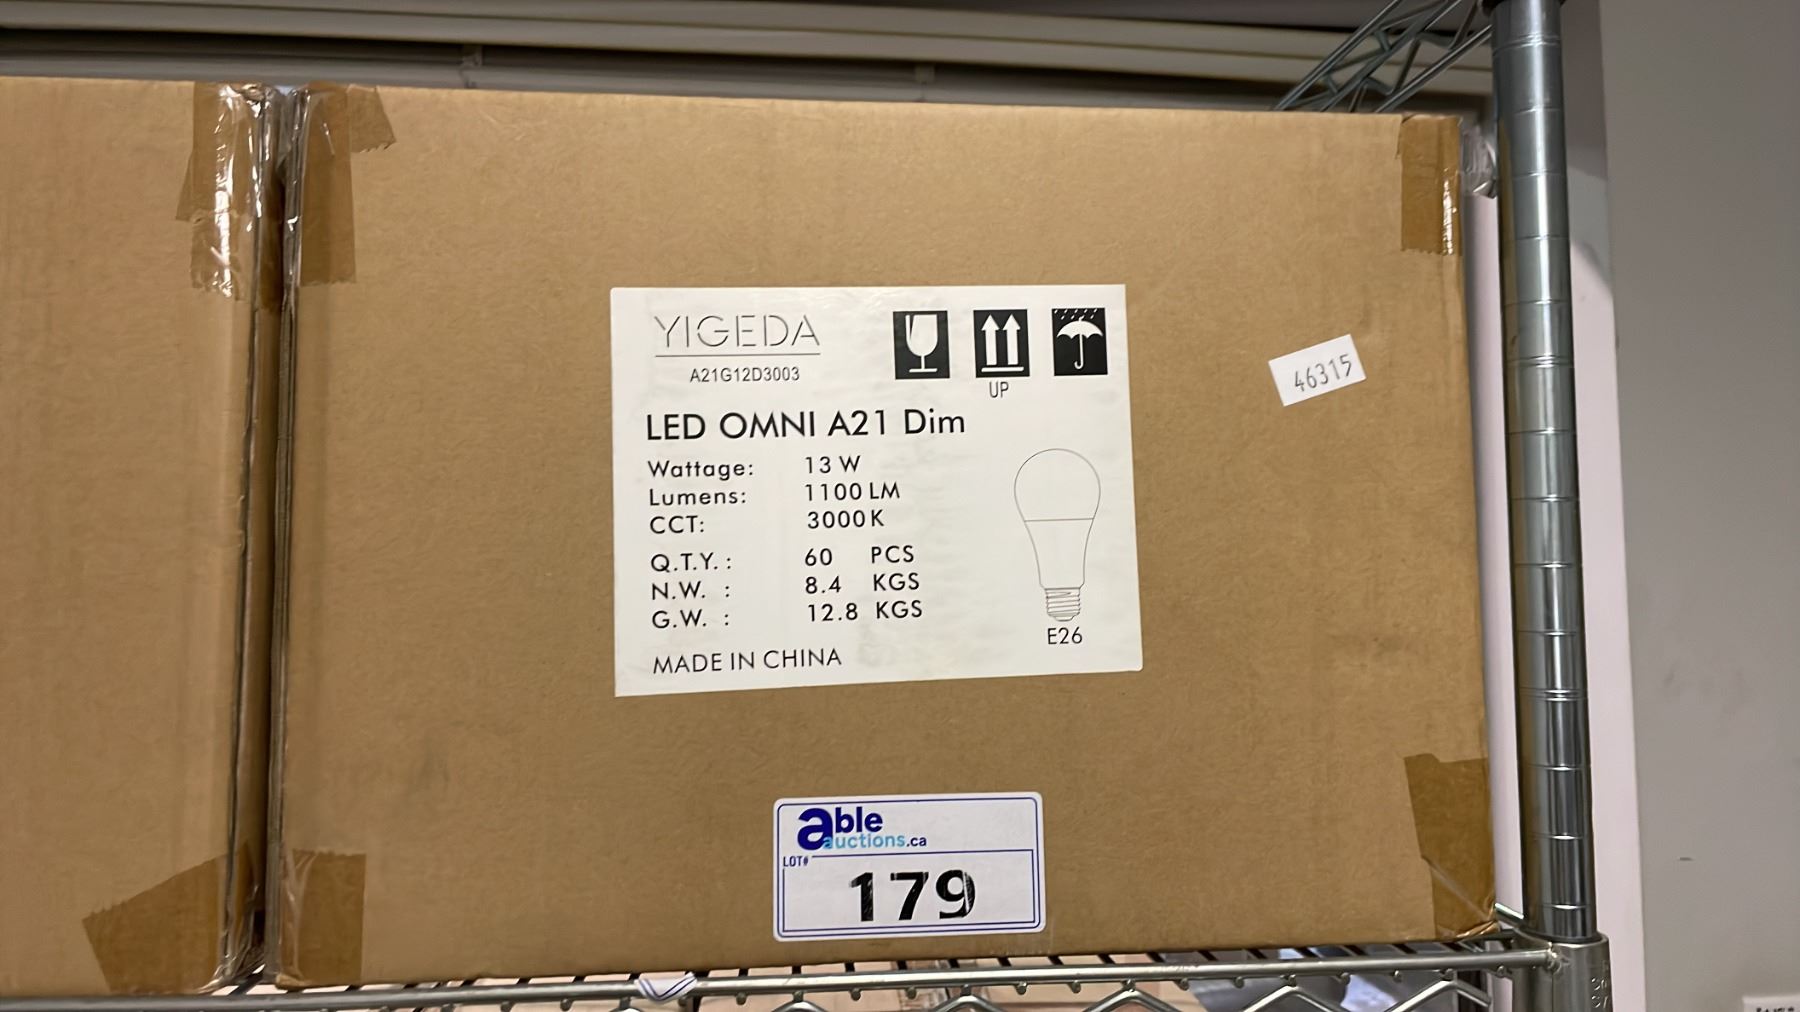 YIGEDA
A21G12D3003
UP
LED OMNI A21 Dim
Wattage: 13 W
Lumens: 1100 LM
CCT: 3000 K
Q.T.Y. : 60 PCS
N.W. : 8.4 KGS
G.W. : 12.8 KGS
E26
MADE IN CHINA
46315
able
auctions.ca
LOT#
179